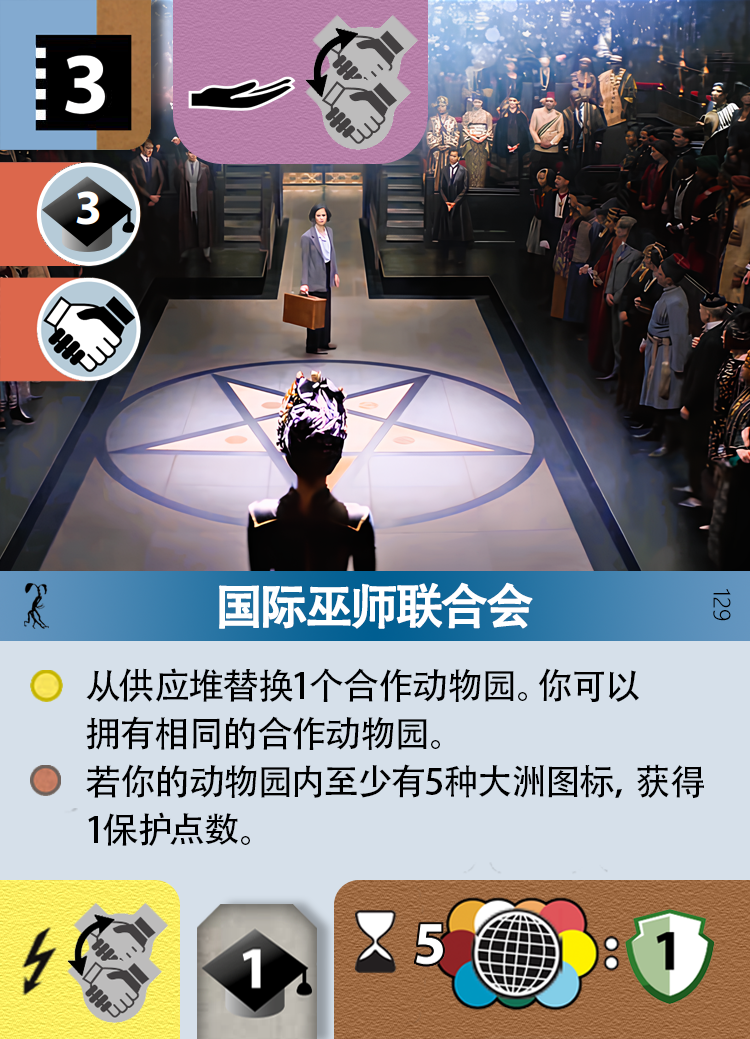 3
3
国际巫师联合会
129
从供应堆替换1个合作动物园。你可以
拥有相同的合作动物园。
若你的动物园内至少有5种大洲图标, 获得
1保护点数。
1
5 : 1